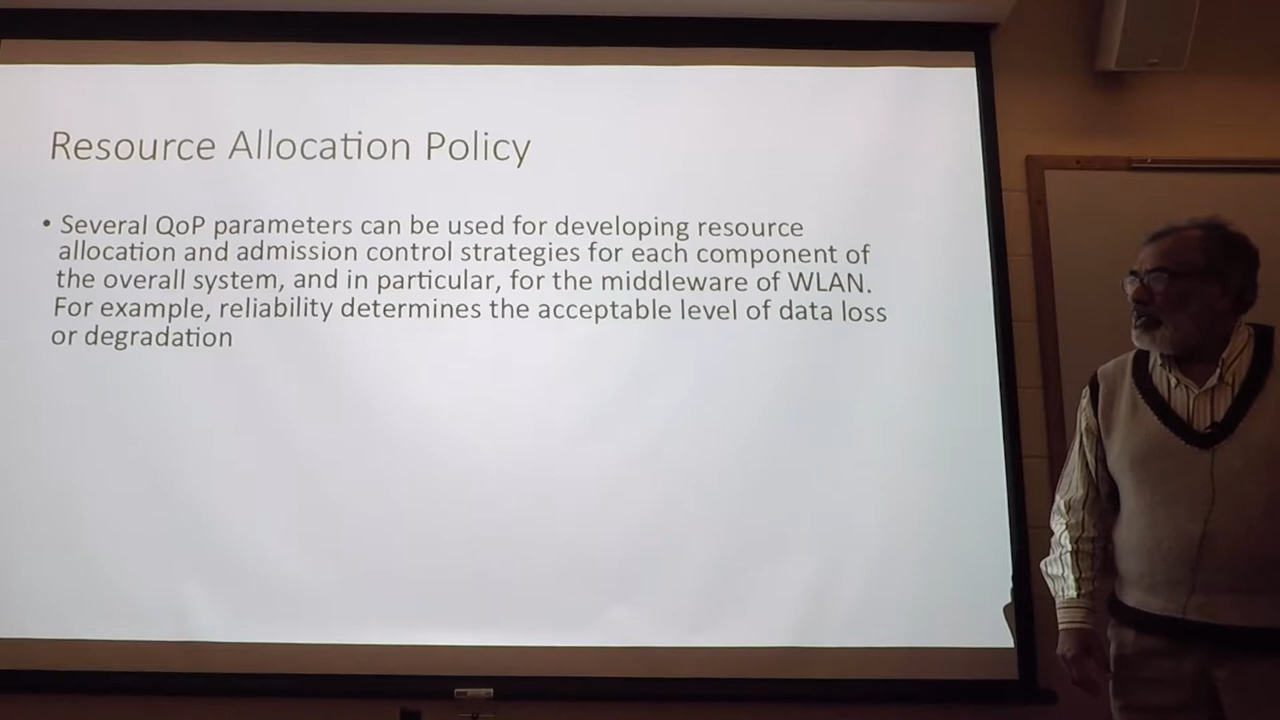 Resource Allocation Policy
• Several QoP parameters can be used for developing resource
allocation and admission control strategies for each component of
the overall system, and in particular, for the middleware of WLAN.
For example, reliability determines the acceptable level of data loss
or degradation